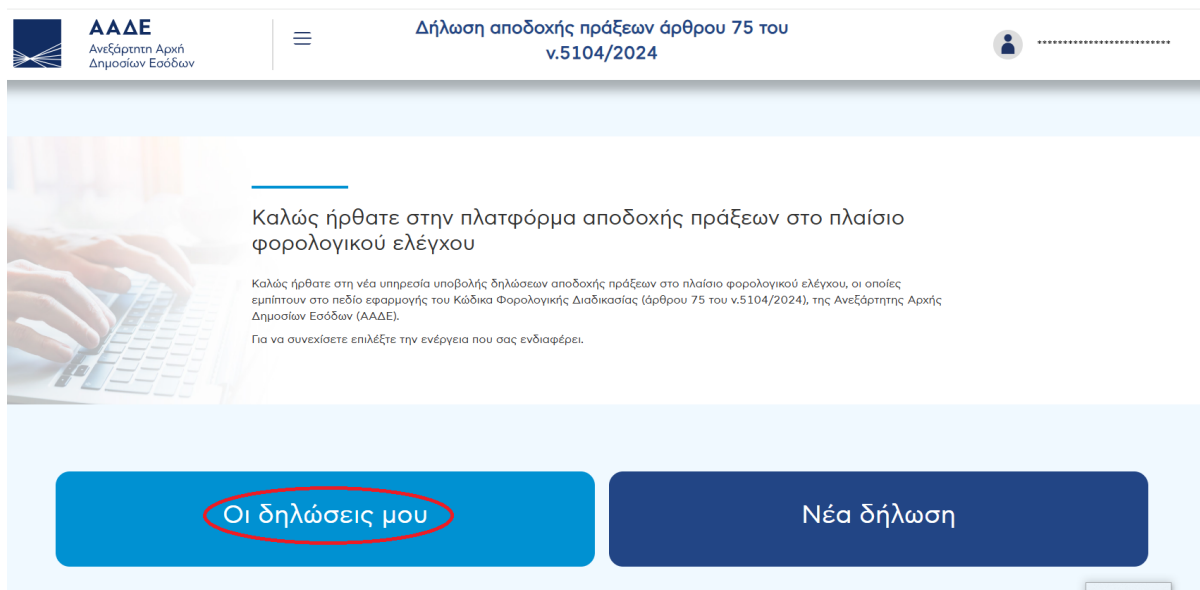 ΑΑΔΕ
Ανεξάρτητη Αρχή
Δημοσίων Εσόδων
Δήλωση αποδοχής πράξεων άρθρου 75 του
ν.5104/2024
**************************
Καλώς ήρθατε στην πλατφόρμα αποδοχής πράξεων στο πλαίσιο
φορολογικού ελέγχου
Καλώς ήρθατε στη νέα υπηρεσία υποβολής δηλώσεων αποδοχής πράξεων στο πλαίσιο φορολογικού ελέγχου, οι οποίες
εμπίπτουν στο πεδίο εφαρμογής του Κώδικα Φορολογικής Διαδικασίας (άρθρου 75 του ν.5104/2024), της Ανεξάρτητης Αρχής
Δημοσίων Εσόδων (ΑΑΔΕ).
Για να συνεχίσετε επιλέξτε την ενέργεια που σας ενδιαφέρει.
Οι δηλώσεις μου
Νέα δήλωση